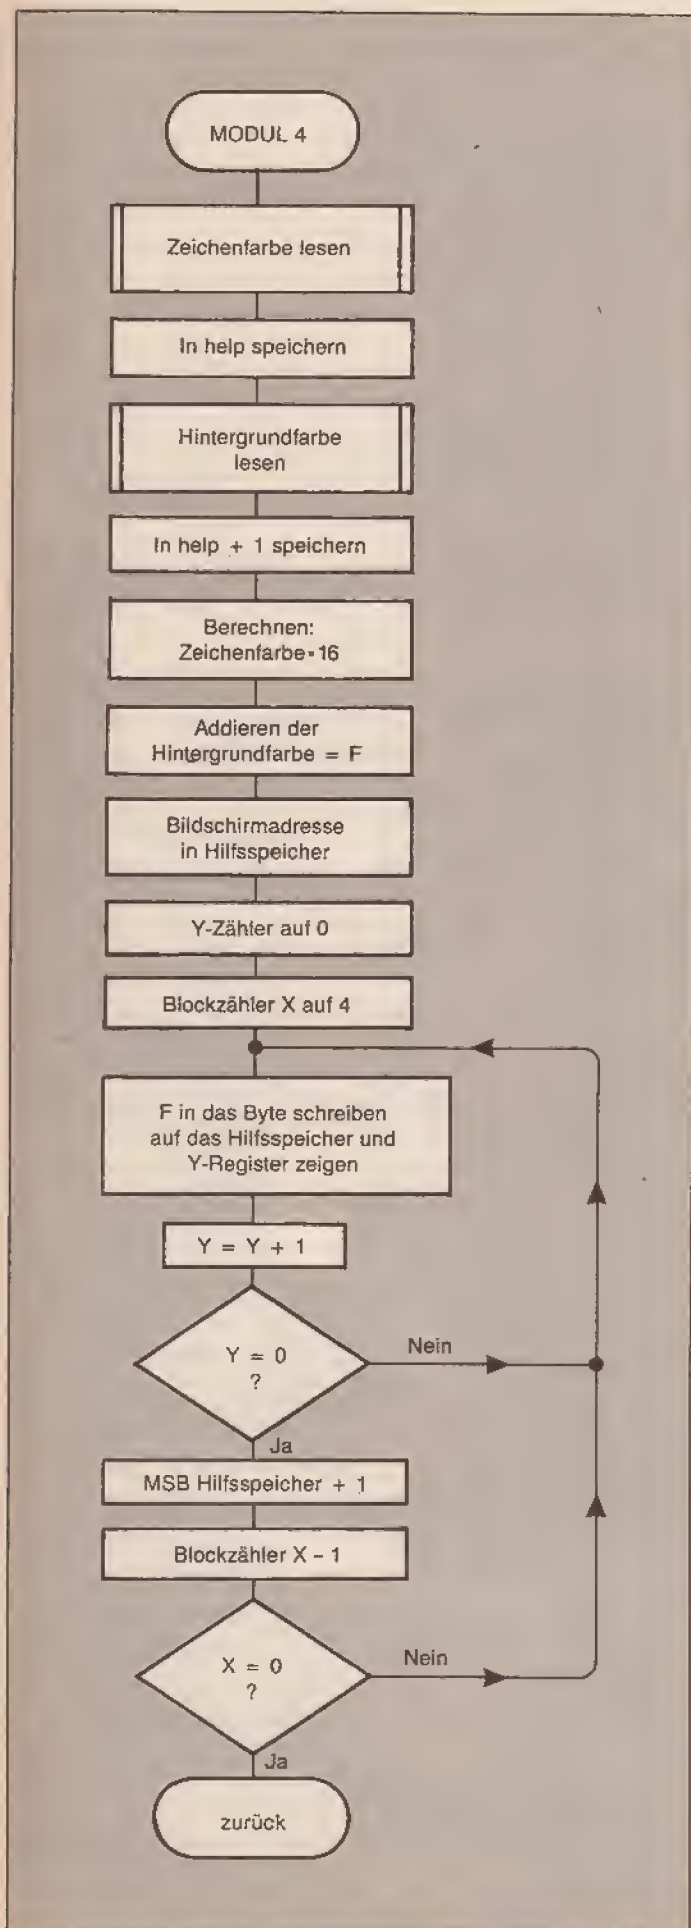 MODUL 4
Zeichenfarbe lesen
In help speichern
Hintergrundfarbe
lesen
In help + 1 speichern
Berechnen:
Zeichenfarbe•16
Addieren der
Hintergrundfarbe = F
Bildschirmadresse
in Hilfsspeicher
Y-Zähler auf 0
Blockzähler X auf 4
F in das Byte schreiben
auf das Hilfsspeicher und
Y-Register zeigen
Y = Y + 1
Y = 0
?
Nein
Ja
MSB Hilfsspeicher + 1
Blockzähler X – 1
X = 0
?
Nein
Ja
zurück